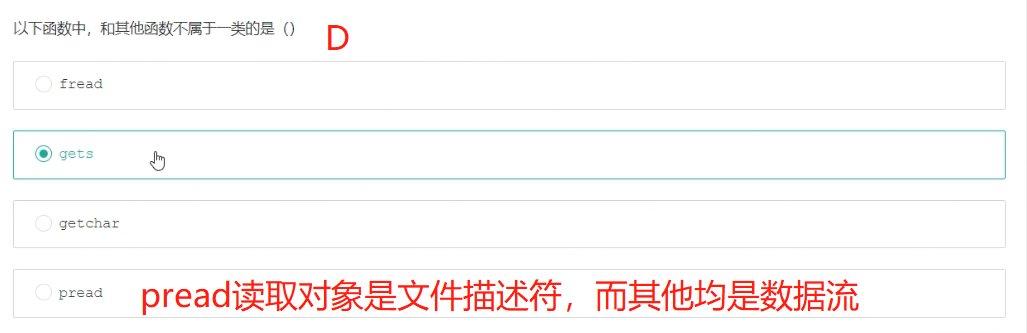 以下函数中，和其他函数不属于一类的是（）
D
fread
gets
getchar
pread
pread读取对象是文件描述符，而其他均是数据流